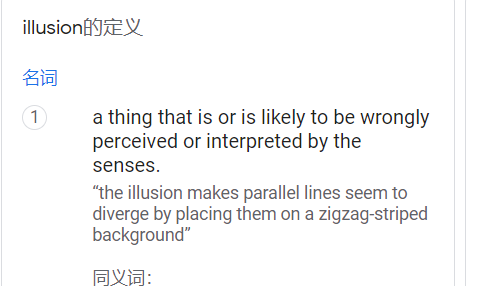 illusion的定义
名词
1
a thing that is or is likely to be wrongly
perceived or interpreted by the
senses.
“the illusion makes parallel lines seem to
diverge by placing them on a zigzag-striped
background”
同义词：